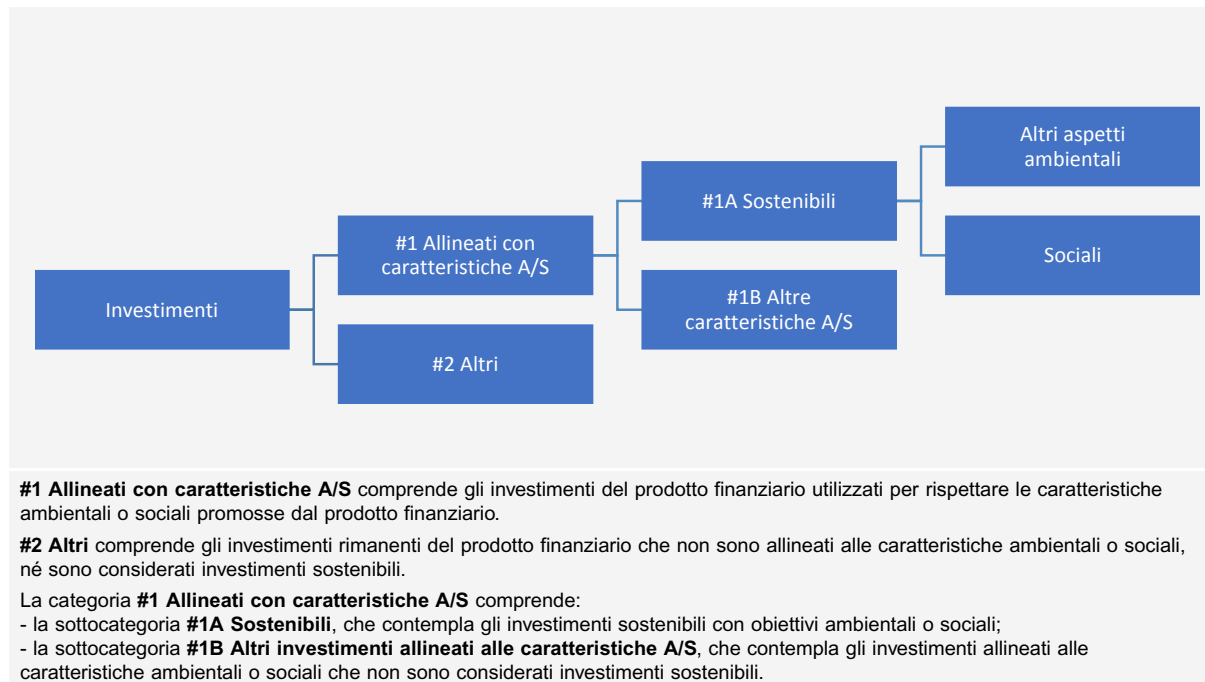 Altri aspetti
ambientali
#1A Sostenibili
#1 Allineati con
caratteristiche A/S
Sociali
Investimenti
#1B Altre
caratteristiche A/S
#2 Altri
#1 Allineati con caratteristiche A/S comprende gli investimenti del prodotto finanziario utilizzati per rispettare le caratteristiche
ambientali o sociali promosse dal prodotto finanziario.
#2 Altri comprende gli investimenti rimanenti del prodotto finanziario che non sono allineati alle caratteristiche ambientali o sociali,
né sono considerati investimenti sostenibili.
La categoria #1 Allineati con caratteristiche A/S comprende:
- la sottocategoria #1A Sostenibili, che contempla gli investimenti sostenibili con obiettivi ambientali o sociali;
- la sottocategoria #1B Altri investimenti allineati alle caratteristiche A/S, che contempla gli investimenti allineati alle
caratteristiche ambientali o sociali che non sono considerati investimenti sostenibili.